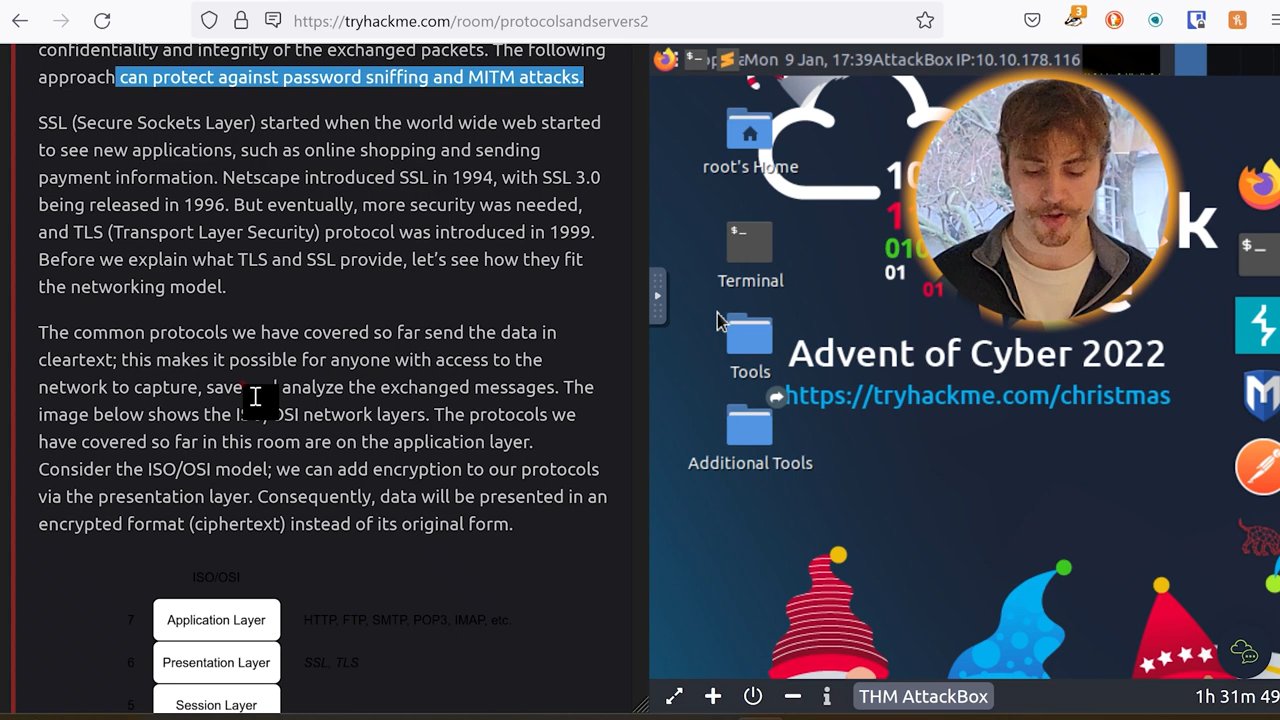 https://tryhackme.com/room/protocolsandservers2
3
confidentiality and integrity of the exchanged packets. The following
approach can protect against password sniffing and MITM attacks.
SSL (Secure Sockets Layer) started when the world wide web started
to see new applications, such as online shopping and sending
payment information. Netscape introduced SSL in 1994, with SSL 3.0
being released in 1996. But eventually, more security was needed,
and TLS (Transport Layer Security) protocol was introduced in 1999.
Before we explain what TLS and SSL provide, let's see how they fit
the networking model.
The common protocols we have covered so far send the data in
cleartext; this makes it possible for anyone with access to the
network to capture, save analyze the exchanged messages. The
image below shows the OSI network layers. The protocols we
have covered so far in this room are on the application layer.
Consider the ISO/OSI model; we can add encryption to our protocols
via the presentation layer. Consequently, data will be presented in an
encrypted format (ciphertext) instead of its original form.
ISO/OSI
7 Application Layer HTTP, FTP, SMTP, POP3, IMAP, etc.
6 Presentation Layer SSL, TLS
5 Session Layer
Mon 9 Jan, 17:39 AttackBox IP:10.10.178.116
root's Home
Terminal
Tools
Additional Tools
10
1
010
01
01
k
Advent of Cyber 2022
https://tryhackme.com/christmas
THM AttackBox
1h 31m 49